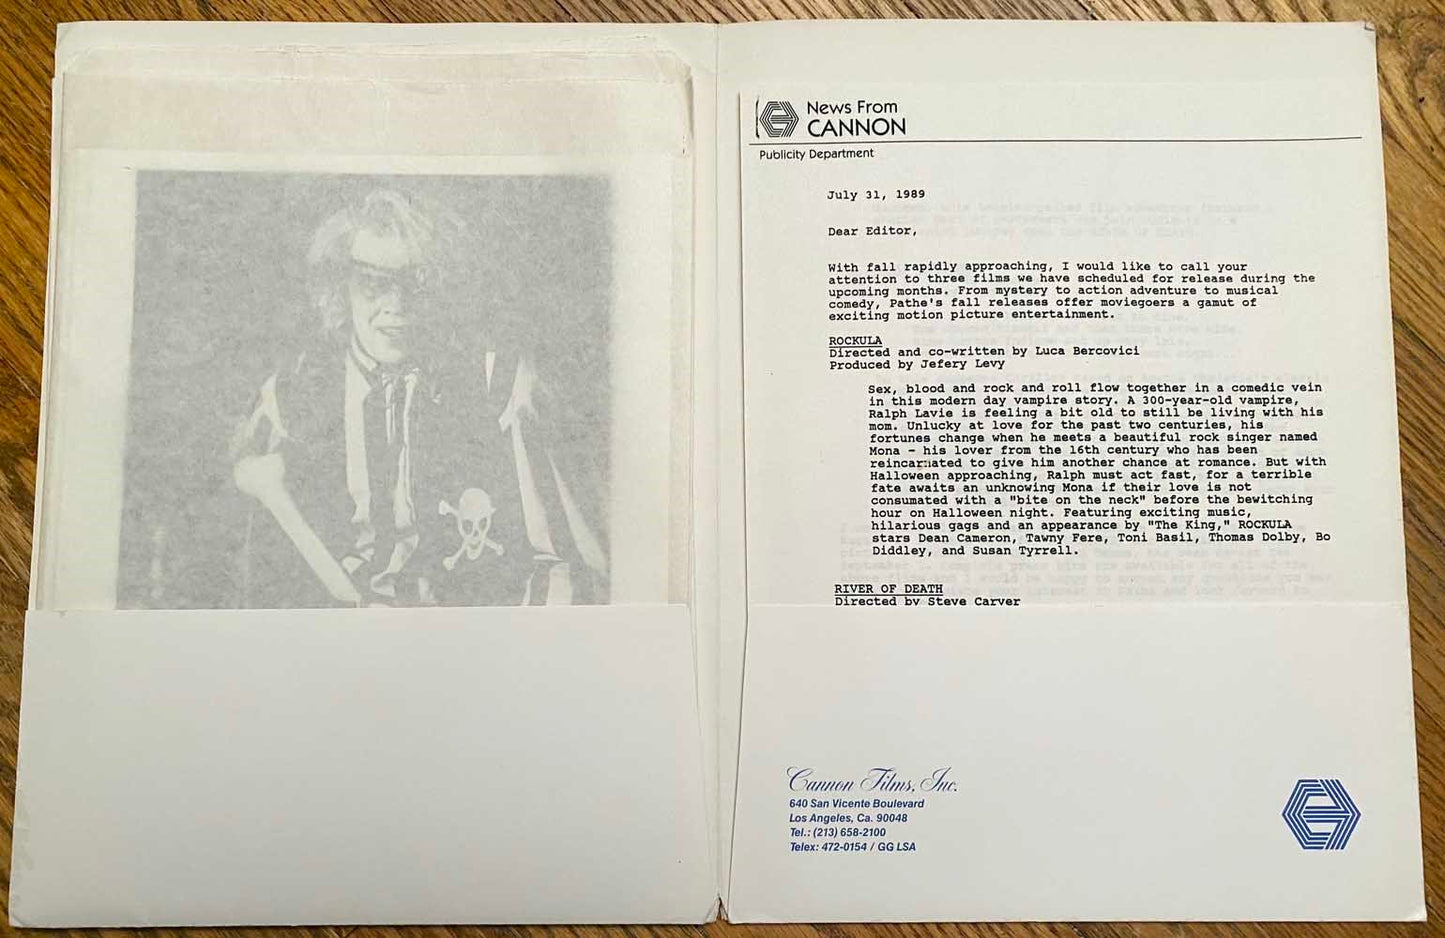 News From
CANNON
Publicity Department
July 31, 1989
Dear Editor,
With fall rapidly approaching, I would like to call your
attention to three films we have scheduled for release during the
upcoming months. From mystery to action adventure to musical
comedy, Pathe's fall releases offer moviegoers a gamut of
exciting motion picture entertainment.
ROCKULA
Directed and co-written by Luca Bercovici
Produced by Jefery Levy
Sex, blood and rock and roll flow together in a comedic vein
in this modern day vampire story. A 300-year-old vampire,
Ralph Lavie is feeling a bit old to still be living with his
mom. Unlucky at love for the past two centuries, his
fortunes change when he meets a beautiful rock singer named
Mona - his lover from the 16th century who has been
reincarnated to give him another chance at romance. But with
Halloween approaching, Ralph must act fast, for a terrible
fate awaits an unknowing Mona if their love is not
consumated with a "bite on the neck" before the bewitching
hour on Halloween night. Featuring exciting music,
hilarious gags and an appearance by "The King," ROCKULA
stars Dean Cameron, Tawny Fere, Toni Basil, Thomas Dolby, Bo
Diddley, and Susan Tyrrell.
RIVER OF DEATH
Directed by Steve Carver
Cannon Films, Inc.
640 San Vicente Boulevard
Los Angeles, Ca. 90048
Tel.: (213) 658-2100
Telex: 472-0154 / GG LSA